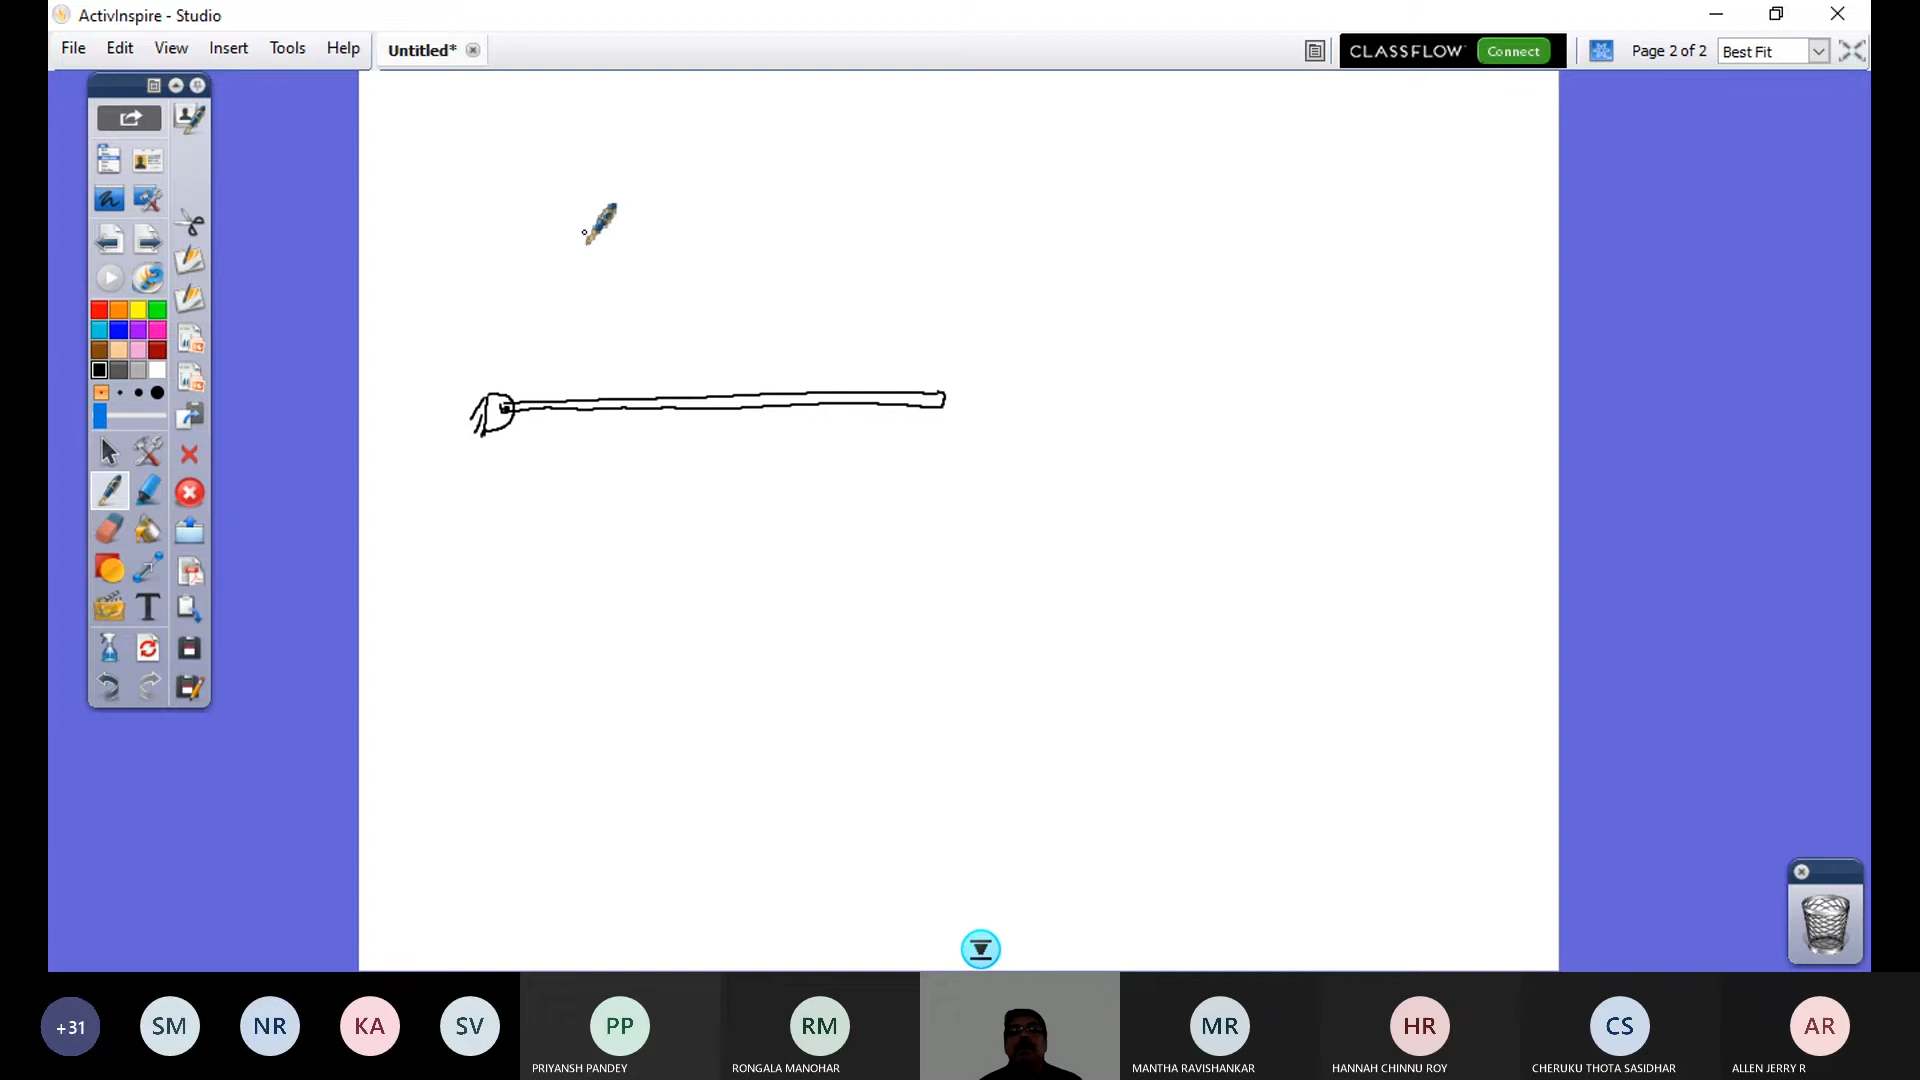 ActivInspire - Studio
File Edit View Insert Tools Help
Untitled*
CLASSFLOW Connect
Page 2 of 2
Best Fit
T
+31
SM
NR
KA
SV
PP
RM
MR
HR
CS
AR
PRIYANSH PANDEY
RONGALA MANOHAR
MANTHA RAVISHANKAR
HANNAH CHINNU ROY
CHERUKU THOTA SASIDHAR
ALLEN JERRY R